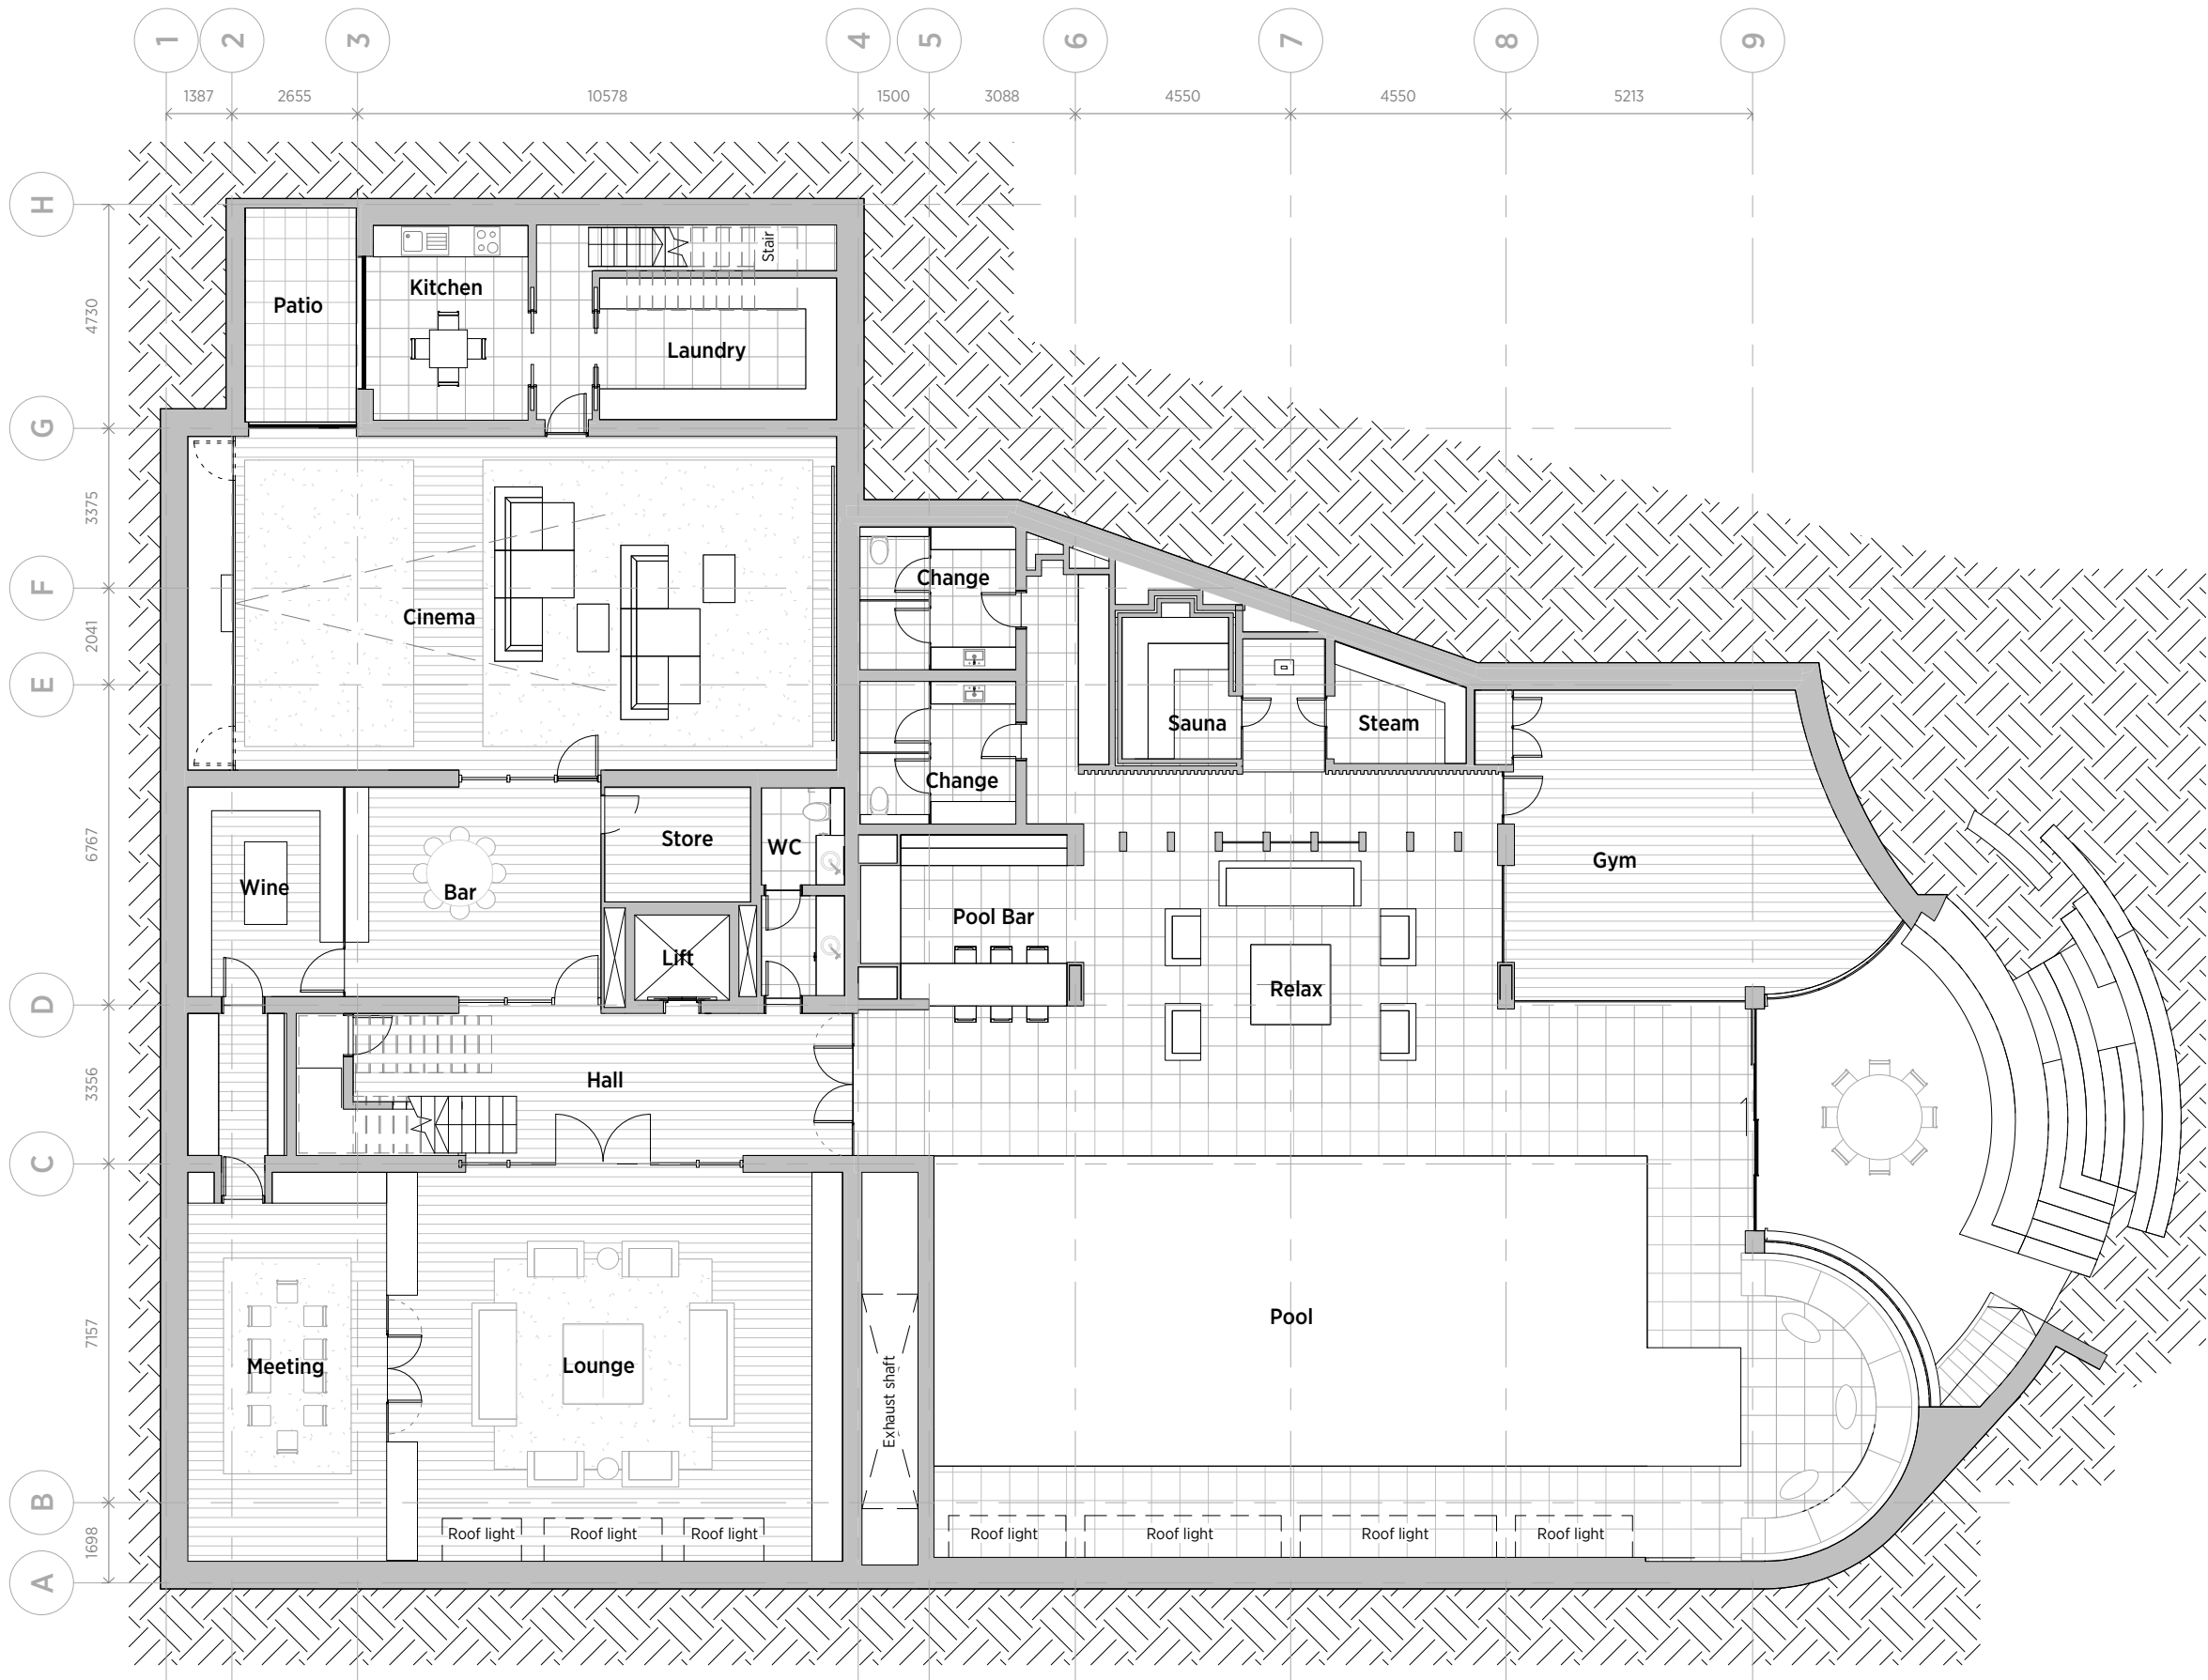 1
2
3
4
5
6
7
8
9
1387
2655
10578
1500
3088
4550
4550
5213
H
G
F
E
D
C
B
A
4730
3375
2041
6767
3356
7157
1698
Stair
Kitchen
Patio
Laundry
Change
Cinema
Sauna
Steam
Change
Store
WC
Gym
Wine
Bar
Pool Bar
Lift
Relax
Hall
Pool
Meeting
Lounge
Exhaust shaft
Roof light
Roof light
Roof light
Roof light
Roof light
Roof light
Roof light